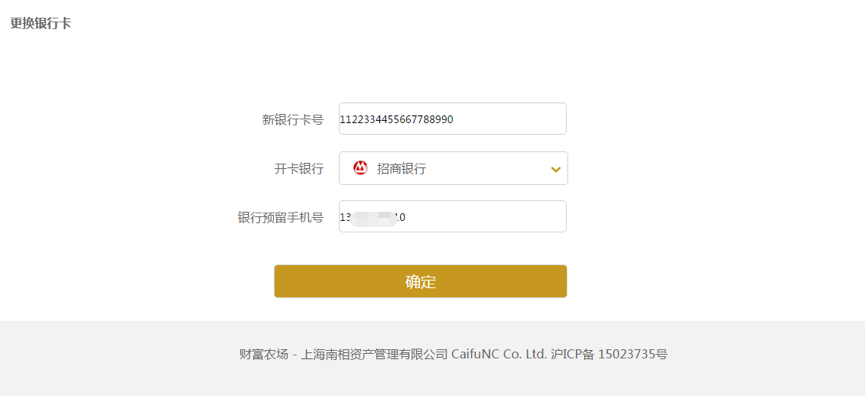 更换银行卡
新银行卡号 1122334455667788990
开卡银行 招商银行
银行预留手机号 13 10
确定
财富农场 - 上海南相资产管理有限公司 CaifuNC Co. Ltd. 沪ICP备 15023735号